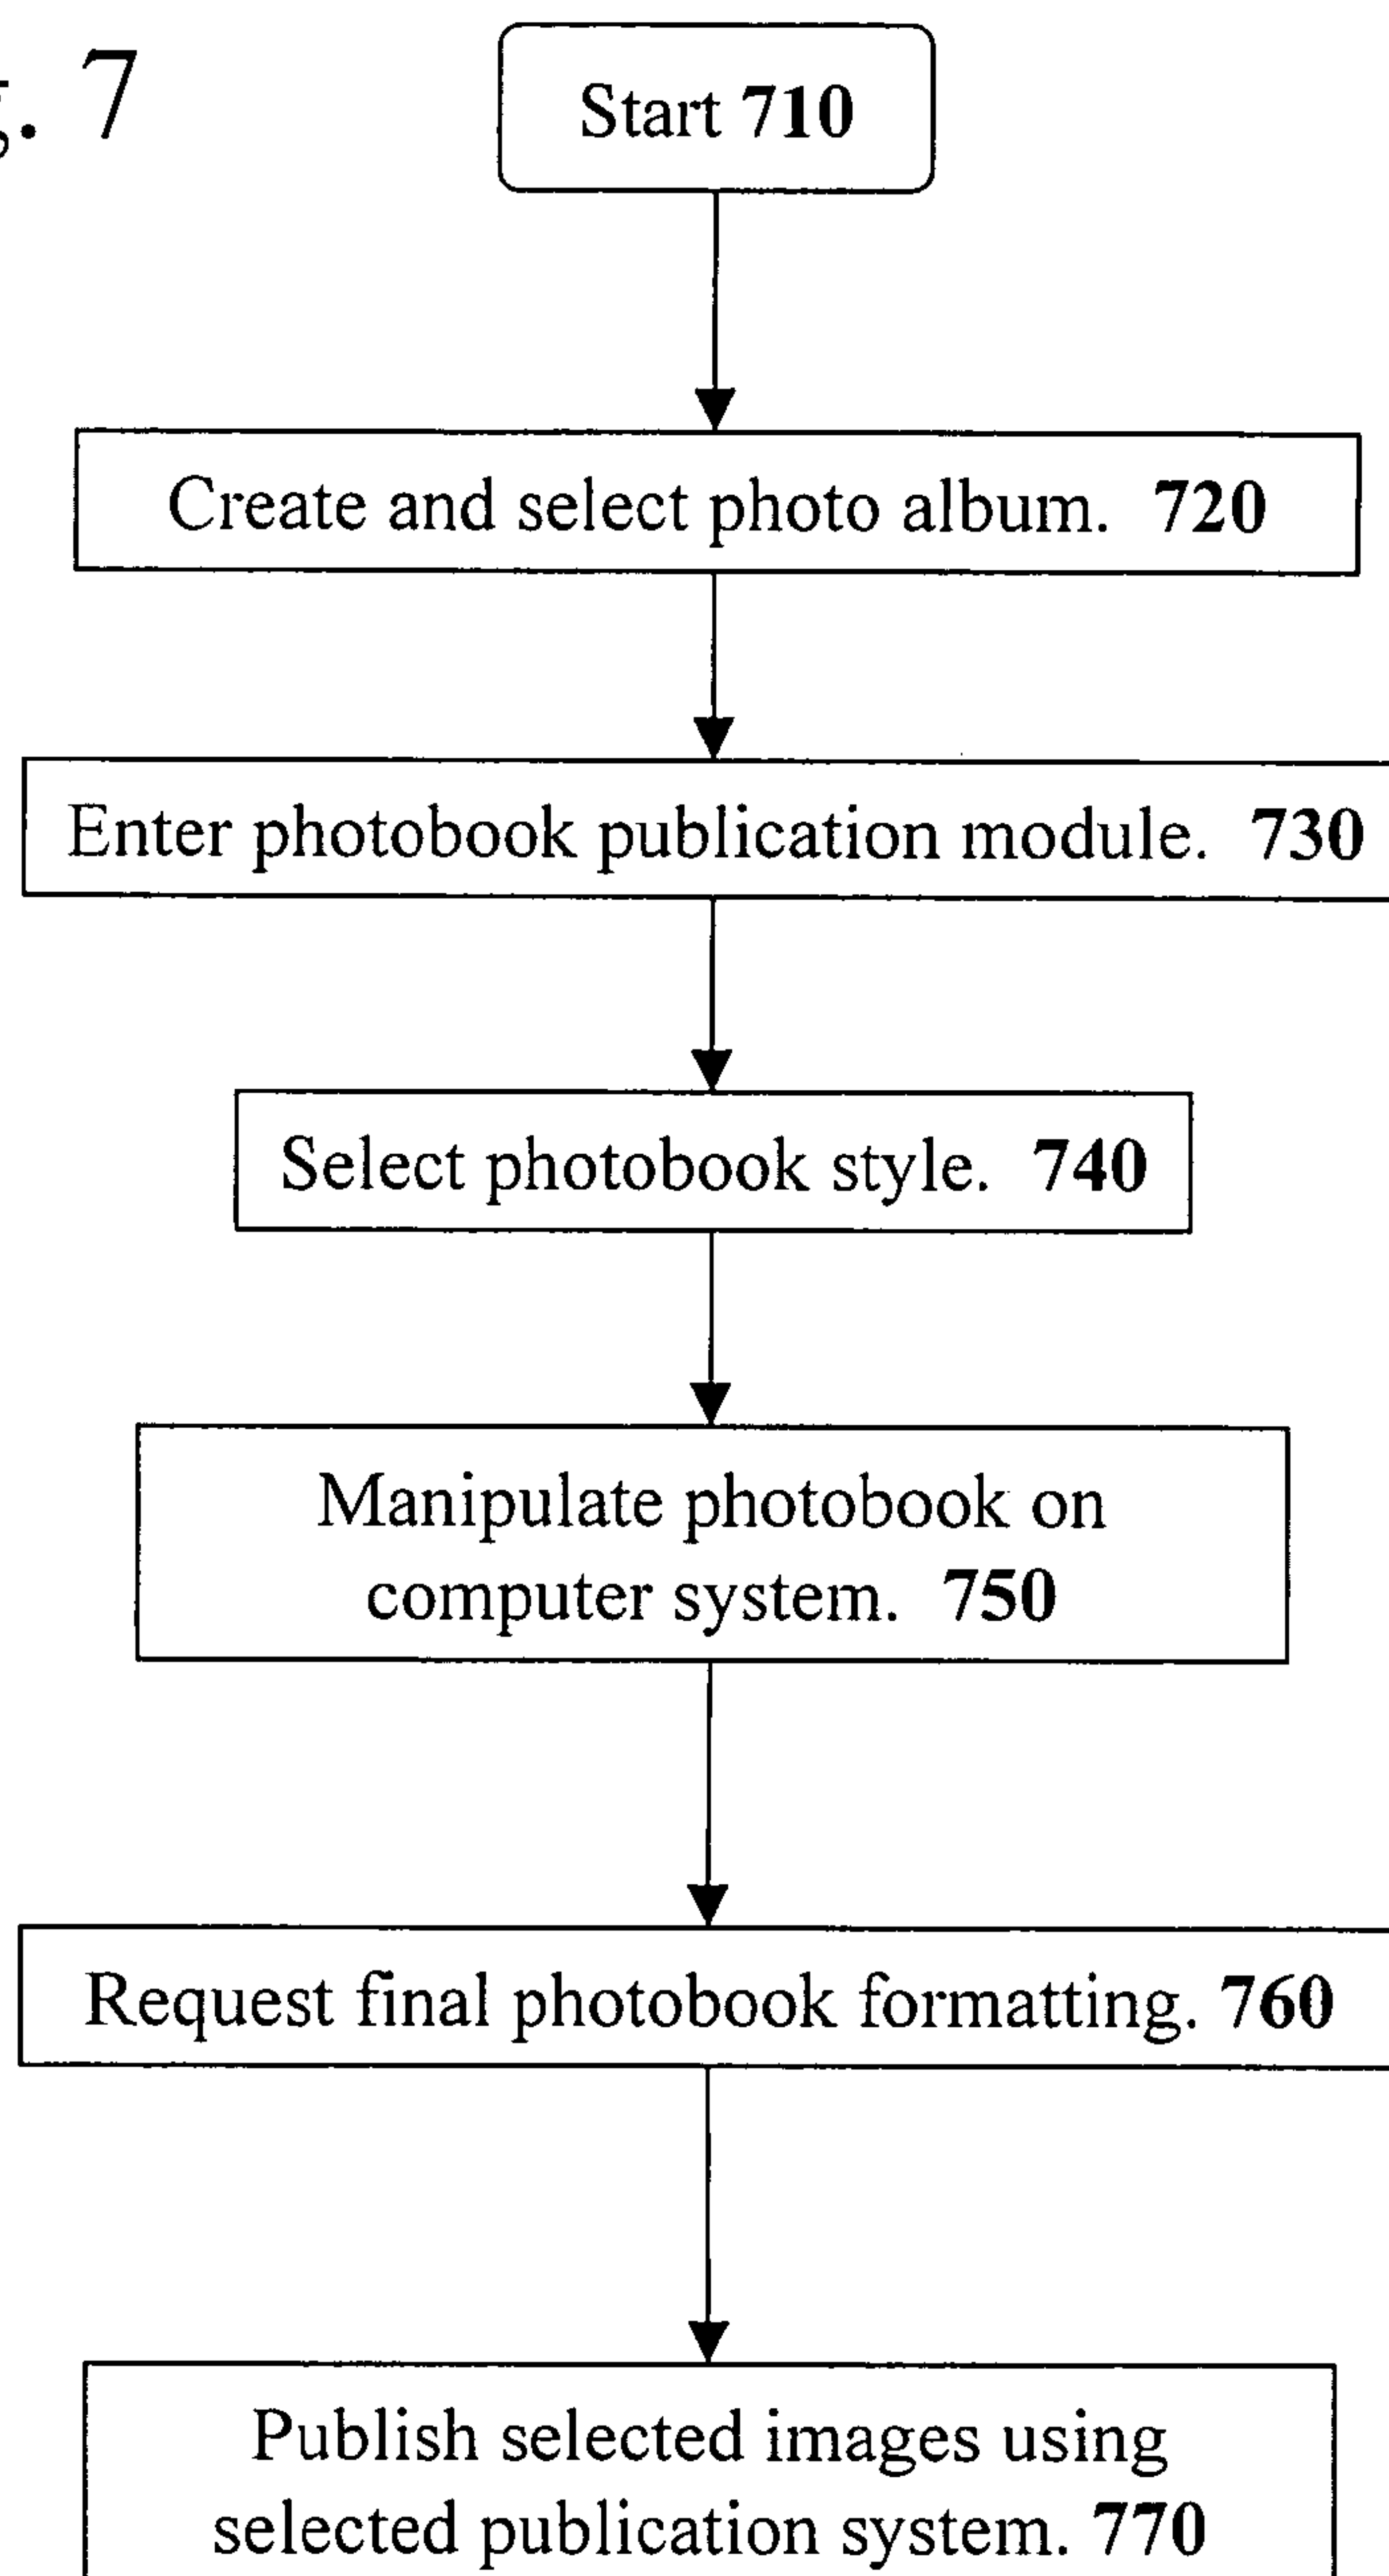 . 7
Start 710
Create and select photo album. 720
Enter photobook publication module. 730
Select photobook style. 740
Manipulate photobook on
computer system. 750
Request final photobook formatting. 760
Publish selected images using
selected publication system. 770